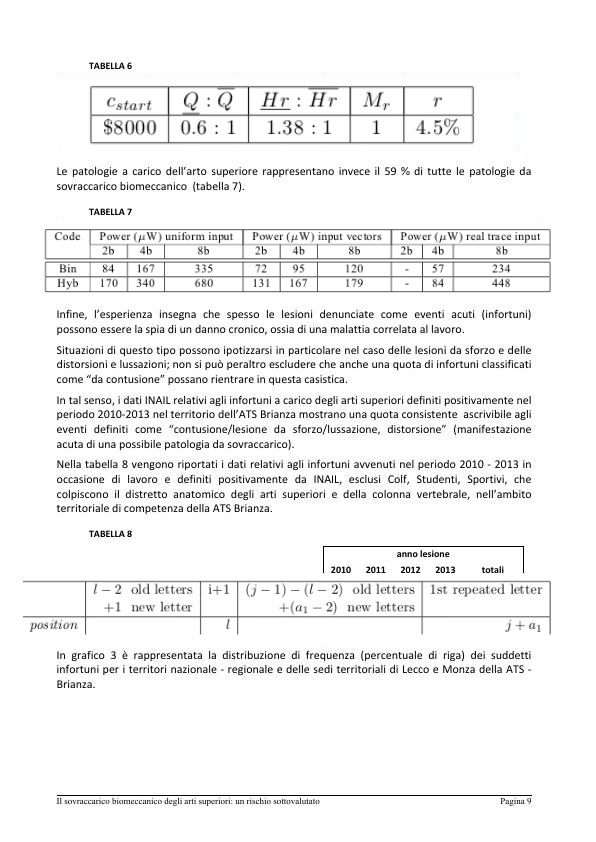 TABELLA 6
c_start Q : Q̅ Hr : H̅r̅ M_r r
$8000 0.6 : 1 1.38 : 1 1 4.5%
Le patologie a carico dell’arto superiore rappresentano invece il 59 % di tutte le patologie da
sovraccarico biomeccanico (tabella 7).
TABELLA 7
Code Power (μW) uniform input Power (μW) input vectors Power (μW) real trace input
2b 4b 8b 2b 4b 8b 2b 4b 8b
Bin 84 167 335 72 95 120 - 57 234
Hyb 170 340 680 131 167 179 - 84 448
Infine, l’esperienza insegna che spesso le lesioni denunciate come eventi acuti (infortuni)
possono essere la spia di un danno cronico, ossia di una malattia correlata al lavoro.
Situazioni di questo tipo possono ipotizzarsi in particolare nel caso delle lesioni da sforzo e delle
distorsioni e lussazioni; non si può peraltro escludere che anche una quota di infortuni classificati
come “da contusione” possano rientrare in questa casistica.
In tal senso, i dati INAIL relativi agli infortuni a carico degli arti superiori definiti positivamente nel
periodo 2010-2013 nel territorio dell’ATS Brianza mostrano una quota consistente ascrivibile agli
eventi definiti come “contusione/lesione da sforzo/lussazione, distorsione” (manifestazione
acuta di una possibile patologia da sovraccarico).
Nella tabella 8 vengono riportati i dati relativi agli infortuni avvenuti nel periodo 2010 - 2013 in
occasione di lavoro e definiti positivamente da INAIL, esclusi Colf, Studenti, Sportivi, che
colpiscono il distretto anatomico degli arti superiori e della colonna vertebrale, nell’ambito
territoriale di competenza della ATS Brianza.
TABELLA 8
anno lesione
2010 2011 2012 2013 totali
l − 2 old letters i+1 (j − 1) − (l − 2) old letters 1st repeated letter
+1 new letter +(a₁ − 2) new letters
position l j + a₁
In grafico 3 è rappresentata la distribuzione di frequenza (percentuale di riga) dei suddetti
infortuni per i territori nazionale - regionale e delle sedi territoriali di Lecco e Monza della ATS -
Brianza.
Il sovraccarico biomeccanico degli arti superiori: un rischio sottovalutato Pagina 9